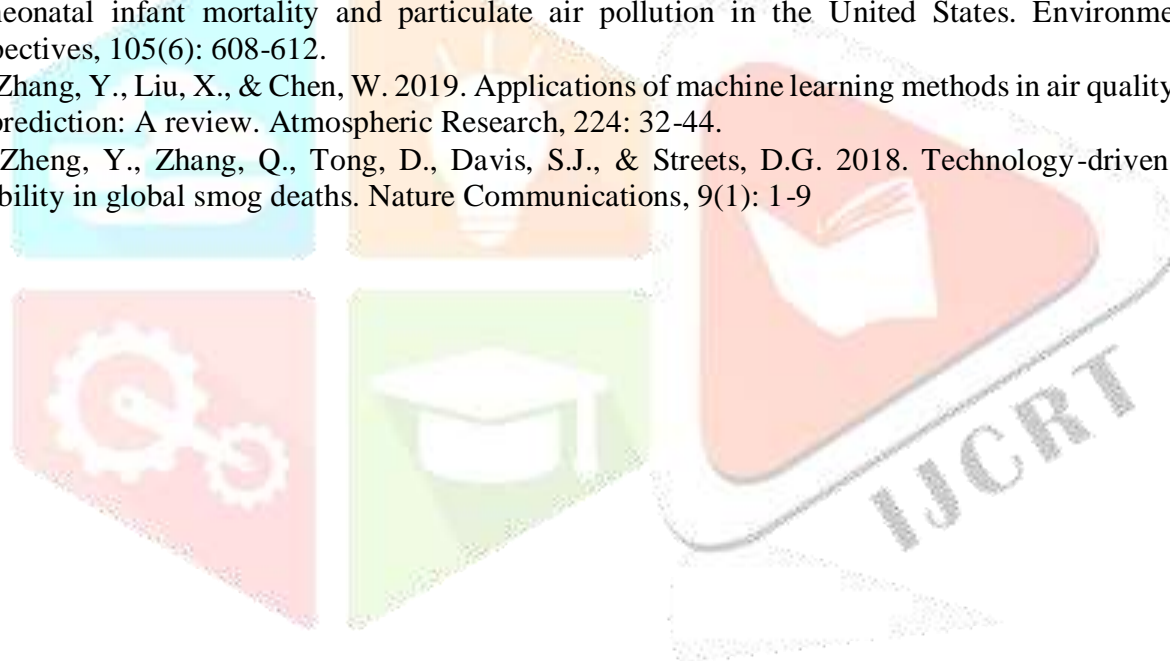 neonatal infant mortality and particulate air pollution in the United States. Environme
pectives, 105(6): 608-612.
Zhang, Y., Liu, X., & Chen, W. 2019. Applications of machine learning methods in air quality
prediction: A review. Atmospheric Research, 224: 32-44.
Zheng, Y., Zhang, Q., Tong, D., Davis, S.J., & Streets, D.G. 2018. Technology-driven
bility in global smog deaths. Nature Communications, 9(1): 1-9
IJCRT